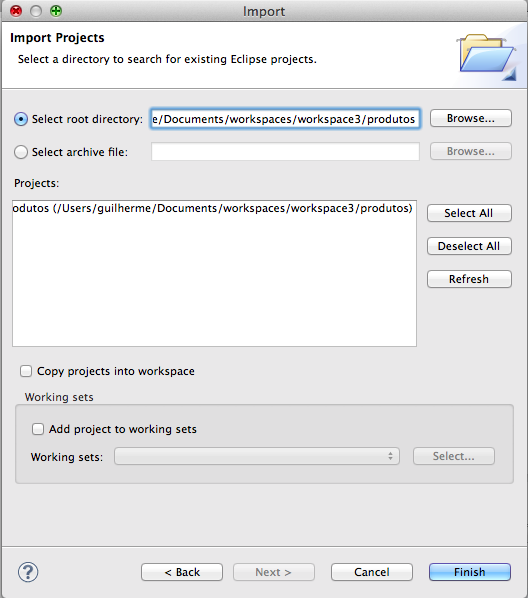 Import
Import Projects
Select a directory to search for existing Eclipse projects.
Select root directory: e/Documents/workspaces/workspace3/produtos Browse...
Select archive file: Browse...
Projects:
odutos (/Users/guilherme/Documents/workspaces/workspace3/produtos)
Select All
Deselect All
Refresh
Copy projects into workspace
Working sets
Add project to working sets
Working sets: Select...
? < Back Next > Cancel Finish